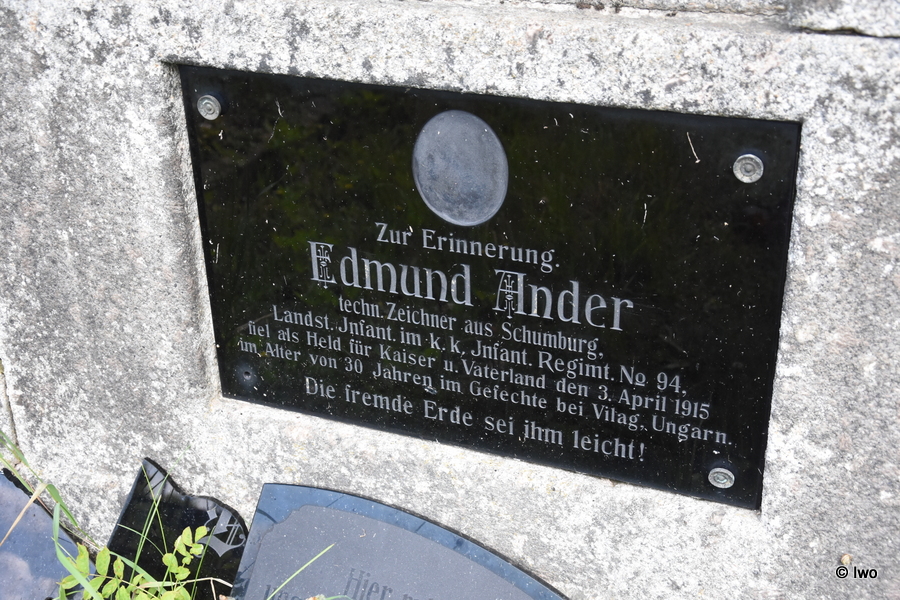 Zur Erinnerung
Edmund Ander
techn. Zeichner aus Schumburg,
Landst. Jnfant. im k. k. Jnfant. Regimt. No 94,
fiel als Held für Kaiser u. Vaterland den 3. April 1915
im Alter von 30 Jahren im Gefechte bei Vilag, Ungarn.
Die fremde Erde sei ihm leicht!
Hier
© Iwo